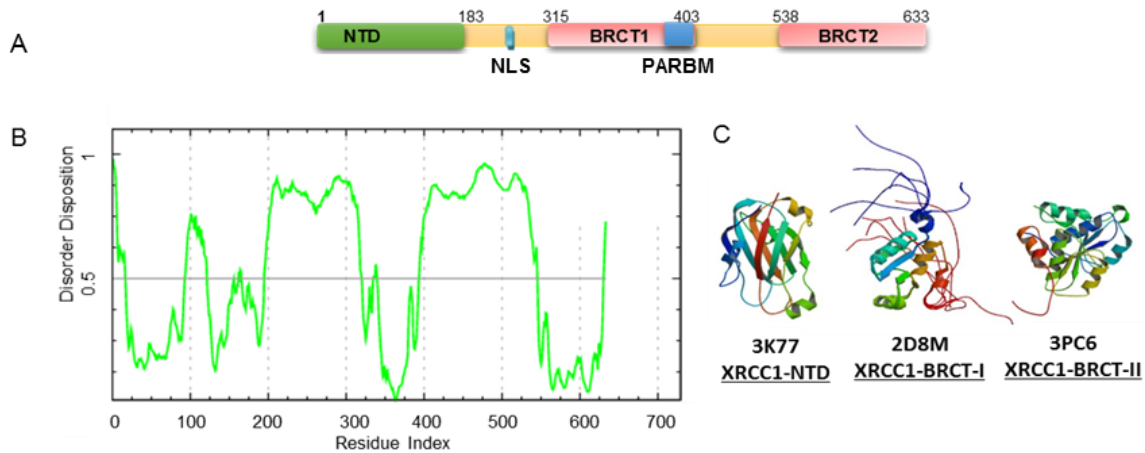 A
1 183 315 403 538 633
NTD BRCT1 BRCT2
NLS PARBM
B
Disorder Disposition
1
0.5
0 100 200 300 400 500 600 700
Residue Index
C
3K77 2D8M 3PC6
XRCC1-NTD XRCC1-BRCT-I XRCC1-BRCT-II